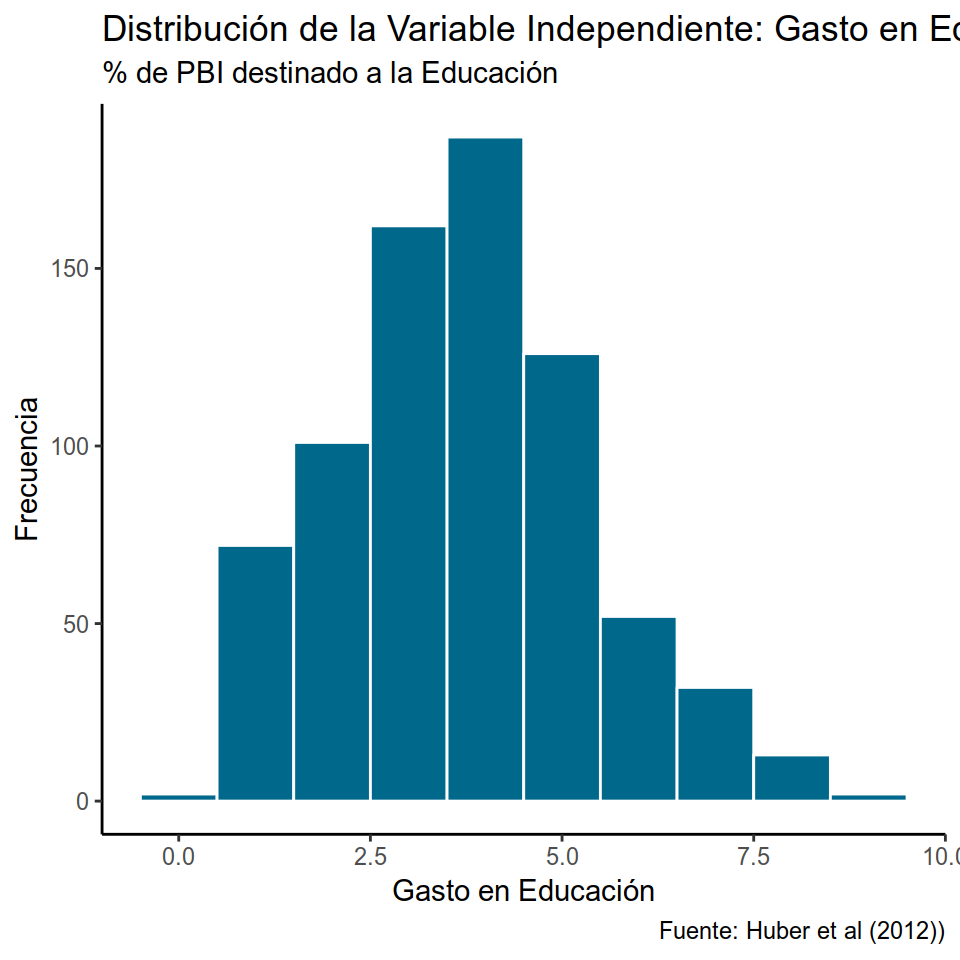 Distribución de la Variable Independiente: Gasto en Ec
% de PBI destinado a la Educación
Frecuencia
150
100
50
0
0.0 2.5 5.0 7.5 10.0
Gasto en Educación
Fuente: Huber et al (2012))